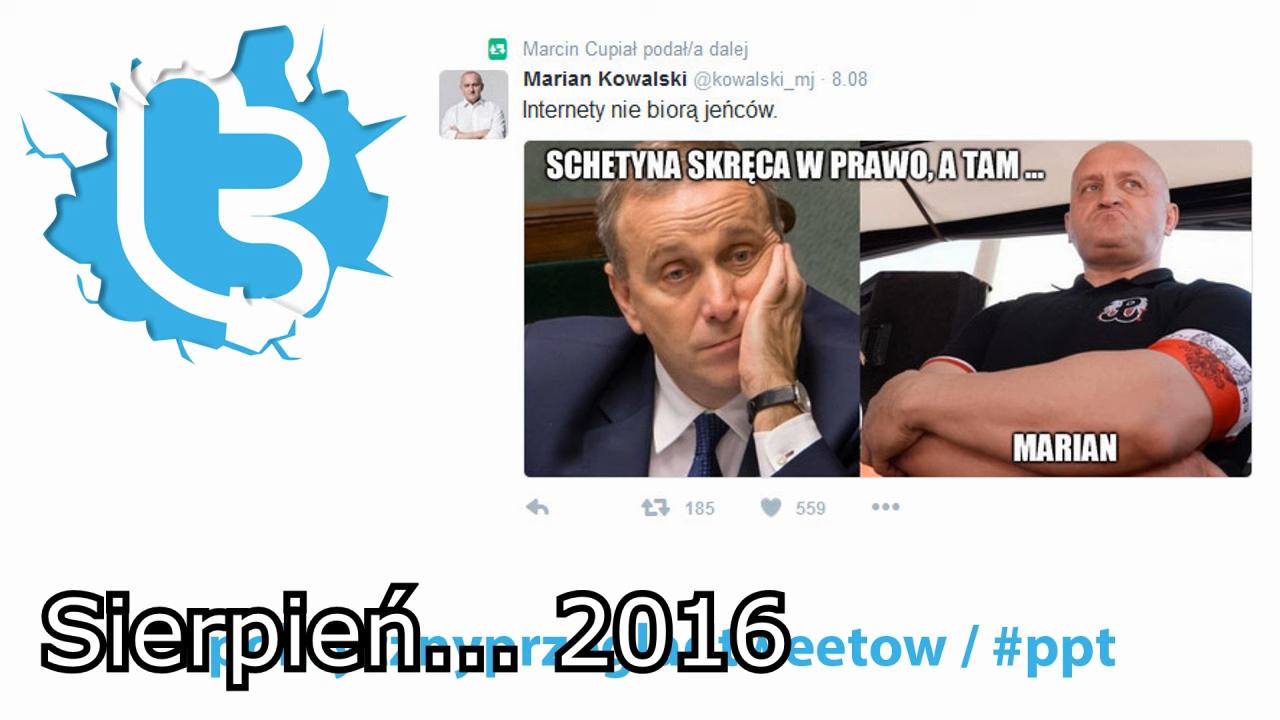 Marcin Cupiał podał/a dalej
Marian Kowalski @kowalski_mj · 8.08
Internety nie biorą jeńców.
SCHETYNA SKRĘCA W PRAWO, A TAM ...
MARIAN
185 559
Sierpień... 2016
/ #ppt